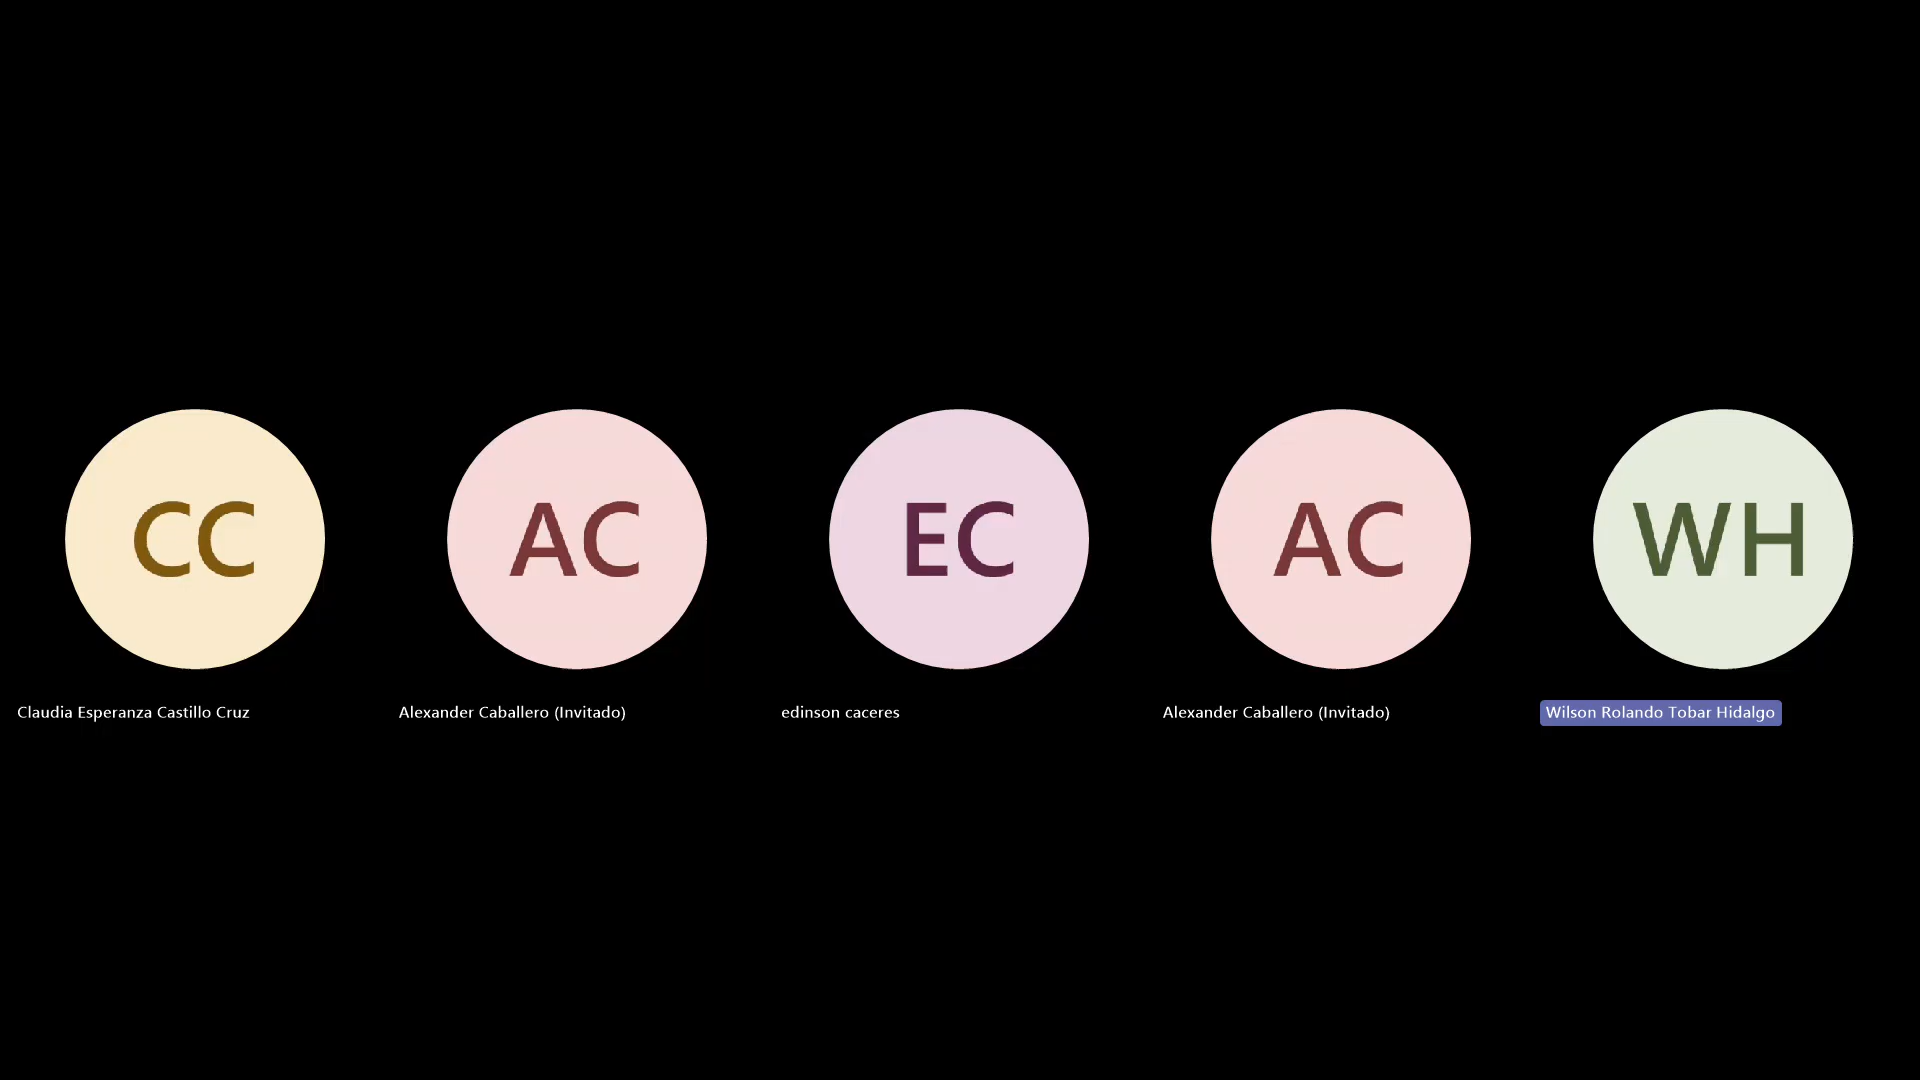 CC
AC
EC
AC
WH
Claudia Esperanza Castillo Cruz
Alexander Caballero (Invitado)
edinson caceres
Alexander Caballero (Invitado)
Wilson Rolando Tobar Hidalgo